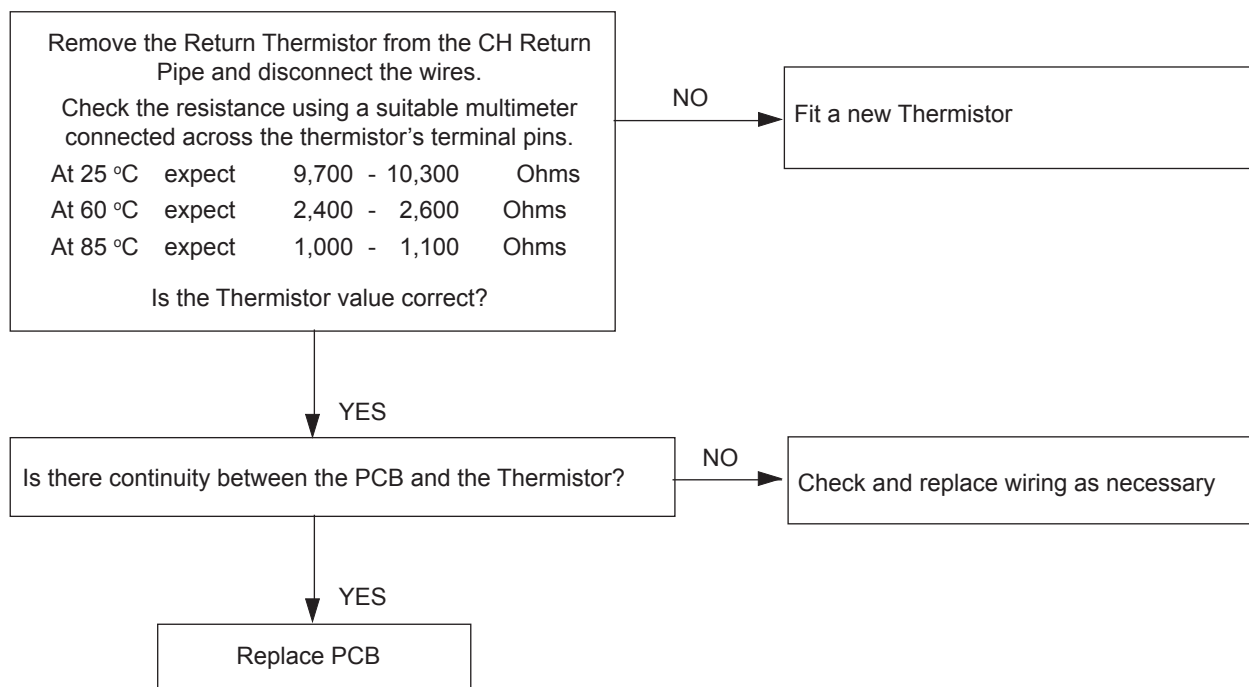 Remove the Return Thermistor from the CH Return
Pipe and disconnect the wires.
Check the resistance using a suitable multimeter
connected across the thermistor's terminal pins.
At 25 °C expect 9,700 - 10,300 Ohms
At 60 °C expect 2,400 - 2,600 Ohms
At 85 °C expect 1,000 - 1,100 Ohms
Is the Thermistor value correct?
NO
Fit a new Thermistor
YES
Is there continuity between the PCB and the Thermistor?
NO
Check and replace wiring as necessary
YES
Replace PCB